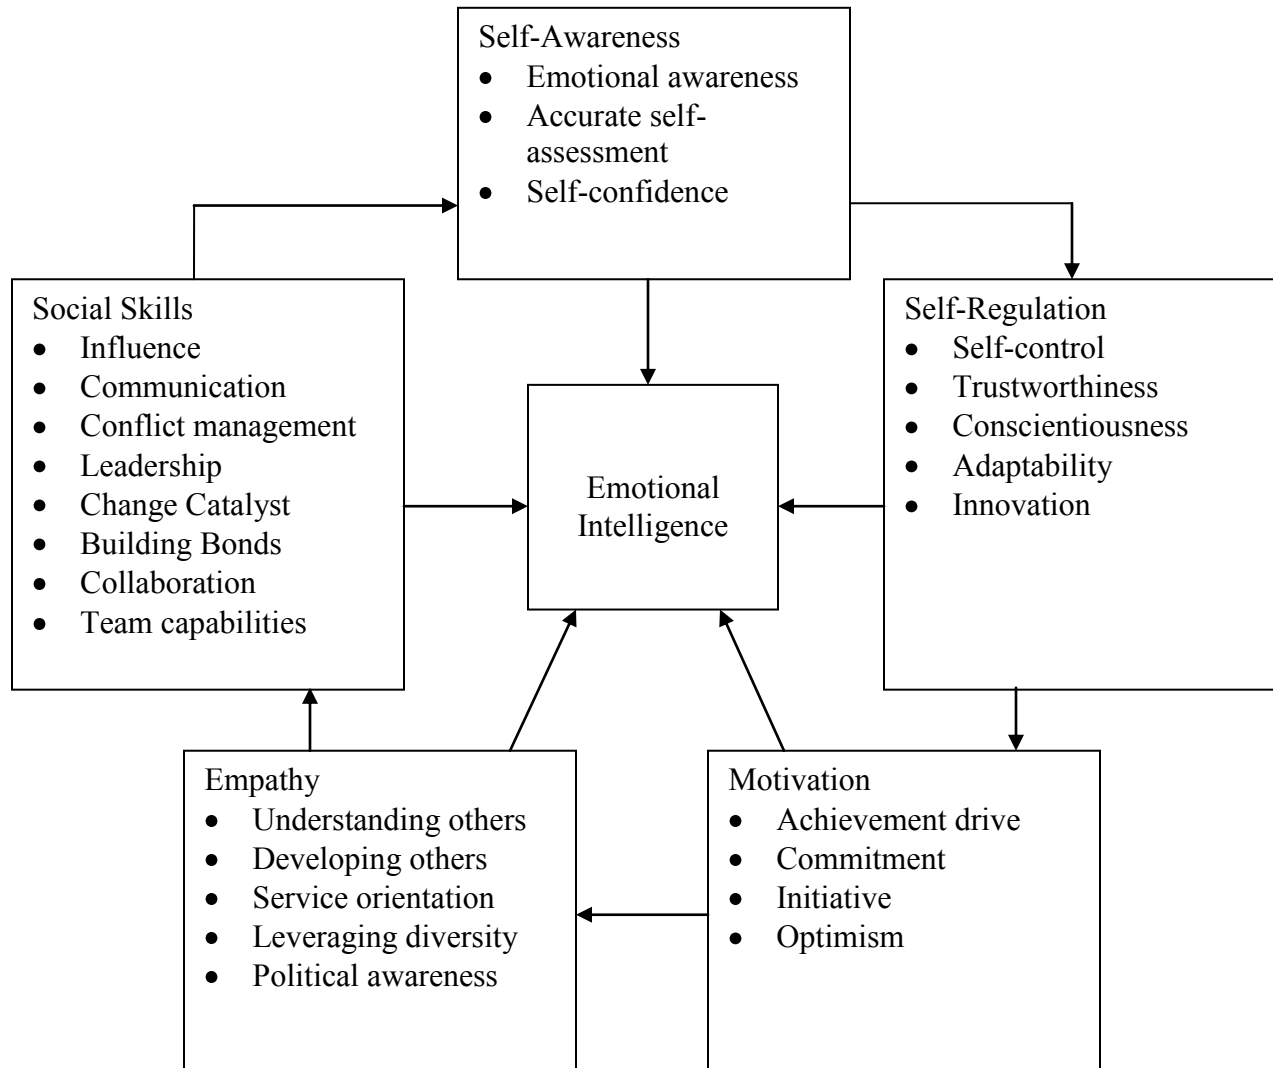 Self-Awareness
• Emotional awareness
• Accurate self-
assessment
• Self-confidence
Social Skills
• Influence
• Communication
• Conflict management
• Leadership
• Change Catalyst
• Building Bonds
• Collaboration
• Team capabilities
Emotional
Intelligence
Self-Regulation
• Self-control
• Trustworthiness
• Conscientiousness
• Adaptability
• Innovation
Empathy
• Understanding others
• Developing others
• Service orientation
• Leveraging diversity
• Political awareness
Motivation
• Achievement drive
• Commitment
• Initiative
• Optimism